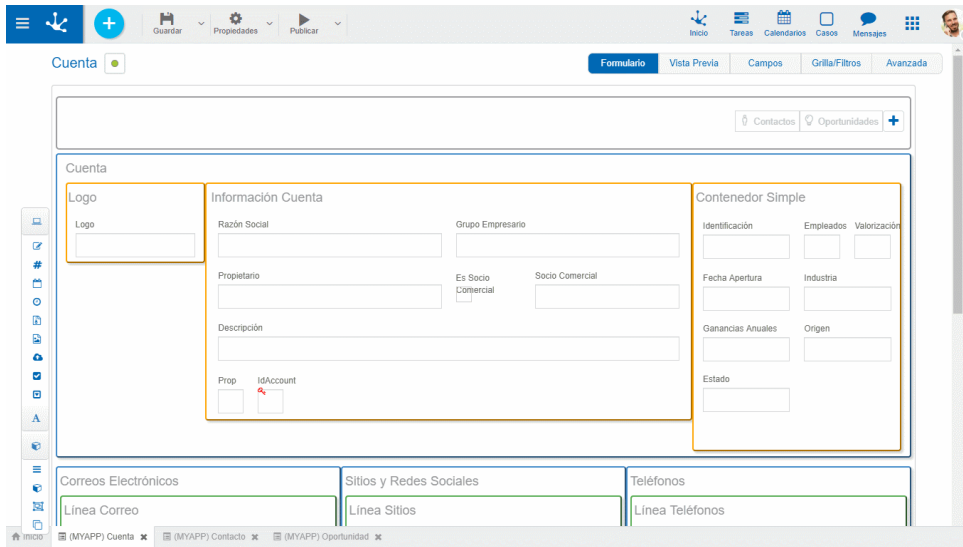 Guardar Propiedades Publicar Inicio Tareas Calendarios Casos Mensajes
Cuenta Formulario Vista Previa Campos Grilla/Filtros Avanzada
Contactos Oportunidades
Cuenta
Logo Información Cuenta Contenedor Simple
Logo Razón Social Grupo Empresario Identificación Empleados Valorización
Propietario Es Socio Comercial Socio Comercial Fecha Apertura Industria
Descripción Ganancias Anuales Origen
Prop IdAccount Estado
Correos Electrónicos Sitios y Redes Sociales Teléfonos
Línea Correo Línea Sitios Línea Teléfonos
Inicio (MYAPP) Cuenta (MYAPP) Contacto (MYAPP) Oportunidad